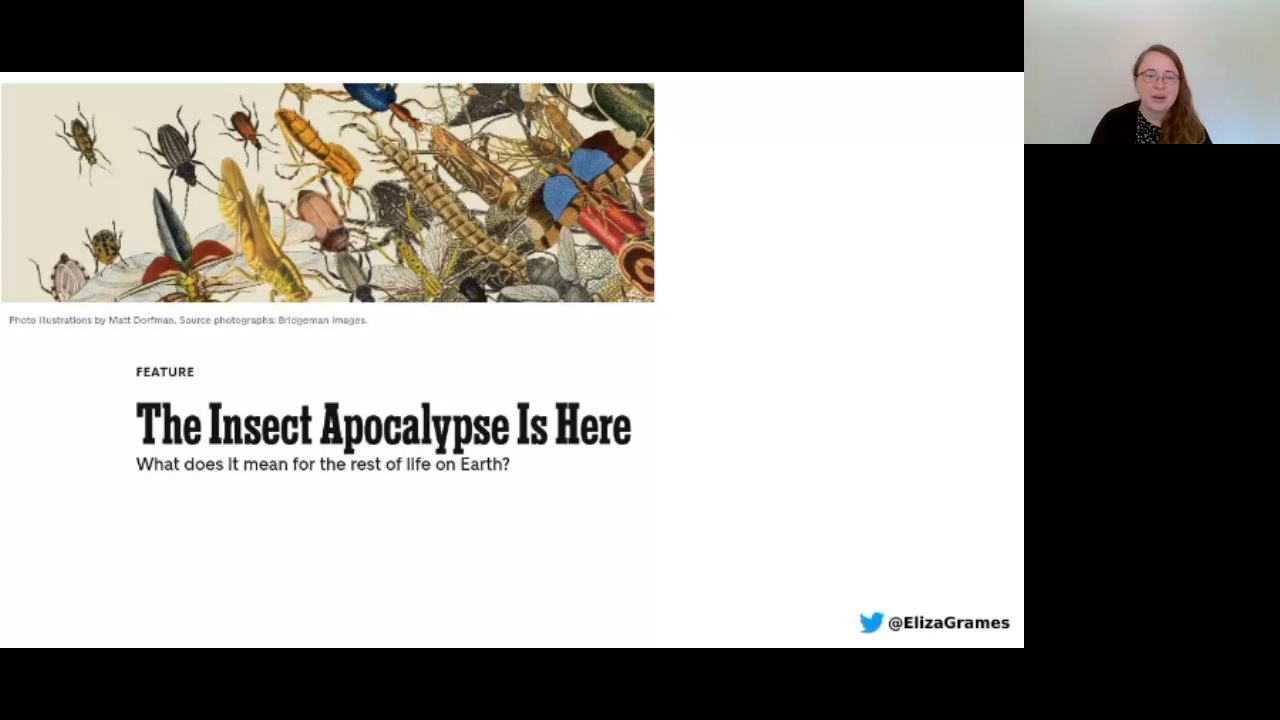 Photo illustrations by Matt Dorfman. Source photographs: Bridgeman Images.
FEATURE
The Insect Apocalypse Is Here
What does it mean for the rest of life on Earth?
@ElizaGrames